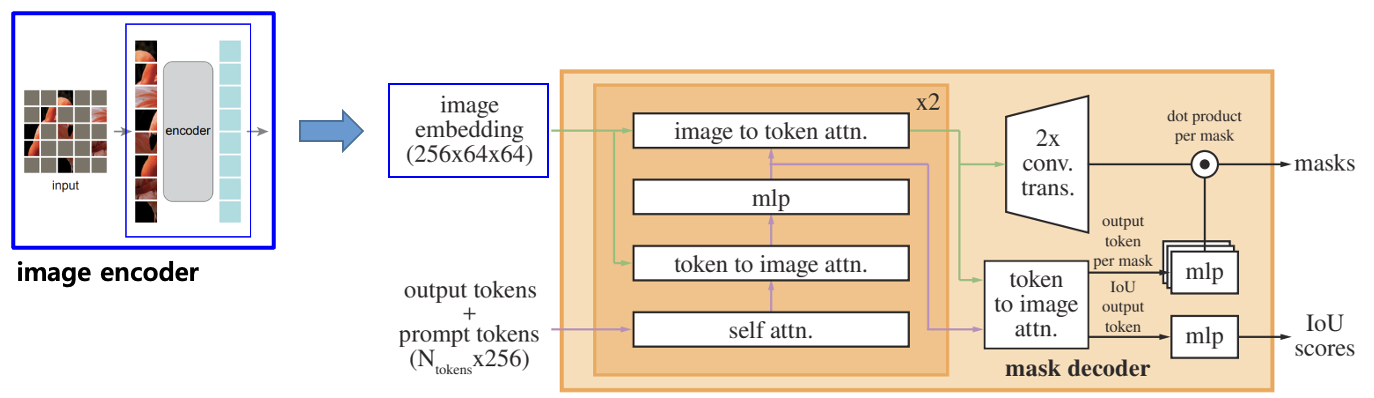 encoder
input
image encoder
image
embedding
(256x64x64)
output tokens
+
prompt tokens
(Ntokensx256)
x2
image to token attn.
mlp
token to image attn.
self attn.
2x
conv.
trans.
token
to image
attn.
dot product
per mask
output
token
per mask
mlp
IoU
output
token
mlp
mask decoder
masks
IoU
scores